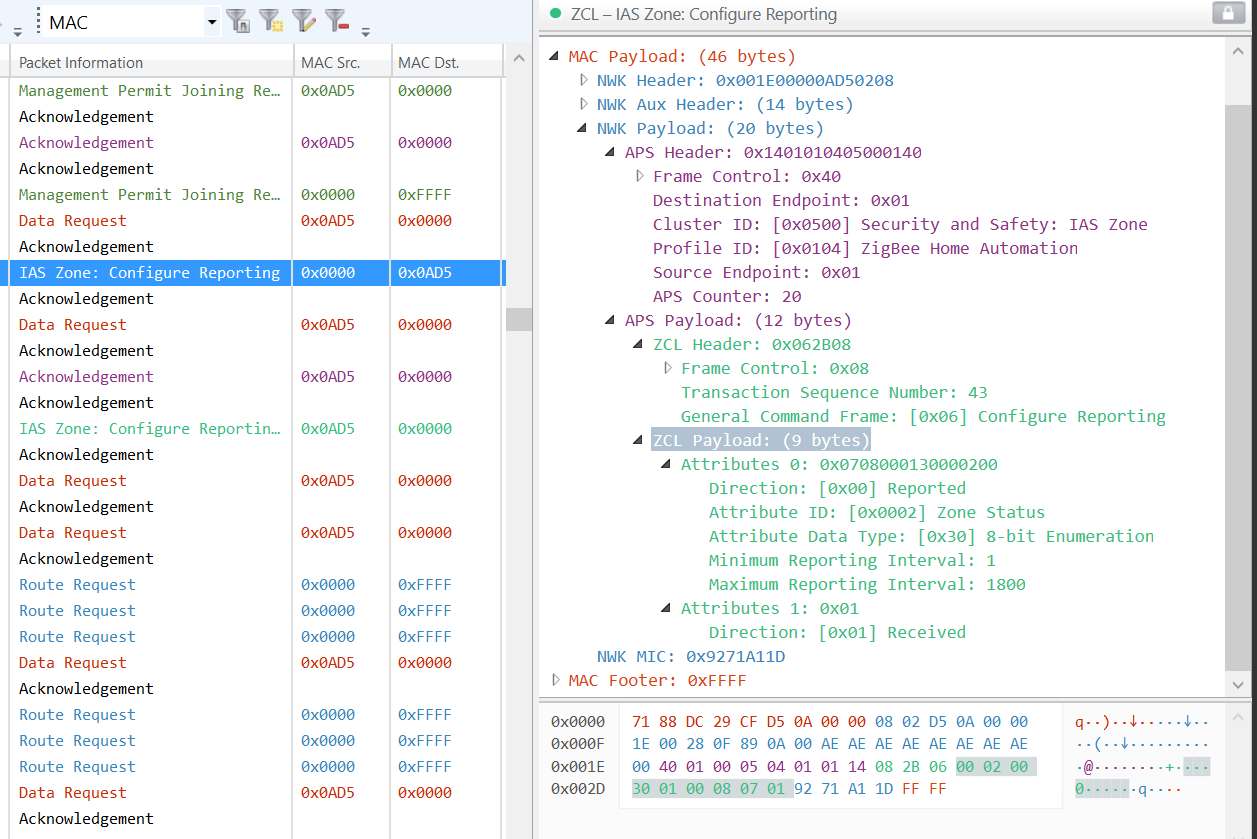 MAC
Packet Information MAC Src. MAC Dst.
Management Permit Joining Re... 0x0AD5 0x0000
Acknowledgement
Acknowledgement 0x0AD5 0x0000
Acknowledgement
Management Permit Joining Re... 0x0000 0xFFFF
Data Request 0x0AD5 0x0000
Acknowledgement
IAS Zone: Configure Reporting 0x0000 0x0AD5
Acknowledgement
Data Request 0x0AD5 0x0000
Acknowledgement
Acknowledgement 0x0AD5 0x0000
Acknowledgement
IAS Zone: Configure Reportin... 0x0AD5 0x0000
Acknowledgement
Data Request 0x0AD5 0x0000
Acknowledgement
Data Request 0x0AD5 0x0000
Acknowledgement
Route Request 0x0000 0xFFFF
Route Request 0x0000 0xFFFF
Route Request 0x0000 0xFFFF
Data Request 0x0AD5 0x0000
Acknowledgement
Route Request 0x0000 0xFFFF
Route Request 0x0000 0xFFFF
Route Request 0x0000 0xFFFF
Data Request 0x0AD5 0x0000
Acknowledgement
ZCL – IAS Zone: Configure Reporting
MAC Payload: (46 bytes)
NWK Header: 0x001E00000AD50208
NWK Aux Header: (14 bytes)
NWK Payload: (20 bytes)
APS Header: 0x1401010405000140
Frame Control: 0x40
Destination Endpoint: 0x01
Cluster ID: [0x0500] Security and Safety: IAS Zone
Profile ID: [0x0104] ZigBee Home Automation
Source Endpoint: 0x01
APS Counter: 20
APS Payload: (12 bytes)
ZCL Header: 0x062B08
Frame Control: 0x08
Transaction Sequence Number: 43
General Command Frame: [0x06] Configure Reporting
ZCL Payload: (9 bytes)
Attributes 0: 0x0708000130000200
Direction: [0x00] Reported
Attribute ID: [0x0002] Zone Status
Attribute Data Type: [0x30] 8-bit Enumeration
Minimum Reporting Interval: 1
Maximum Reporting Interval: 1800
Attributes 1: 0x01
Direction: [0x01] Received
NWK MIC: 0x9271A11D
MAC Footer: 0xFFFF
0x0000 71 88 DC 29 CF D5 0A 00 00 08 02 D5 0A 00 00 q··)··↓·····↓··
0x000F 1E 00 28 0F 89 0A 00 AE AE AE AE AE AE AE AE ··(··↓·········
0x001E 00 40 01 00 05 04 01 01 14 08 2B 06 00 02 00 ·@········+····
0x002D 30 01 00 08 07 01 92 71 A1 1D FF FF 0······q····